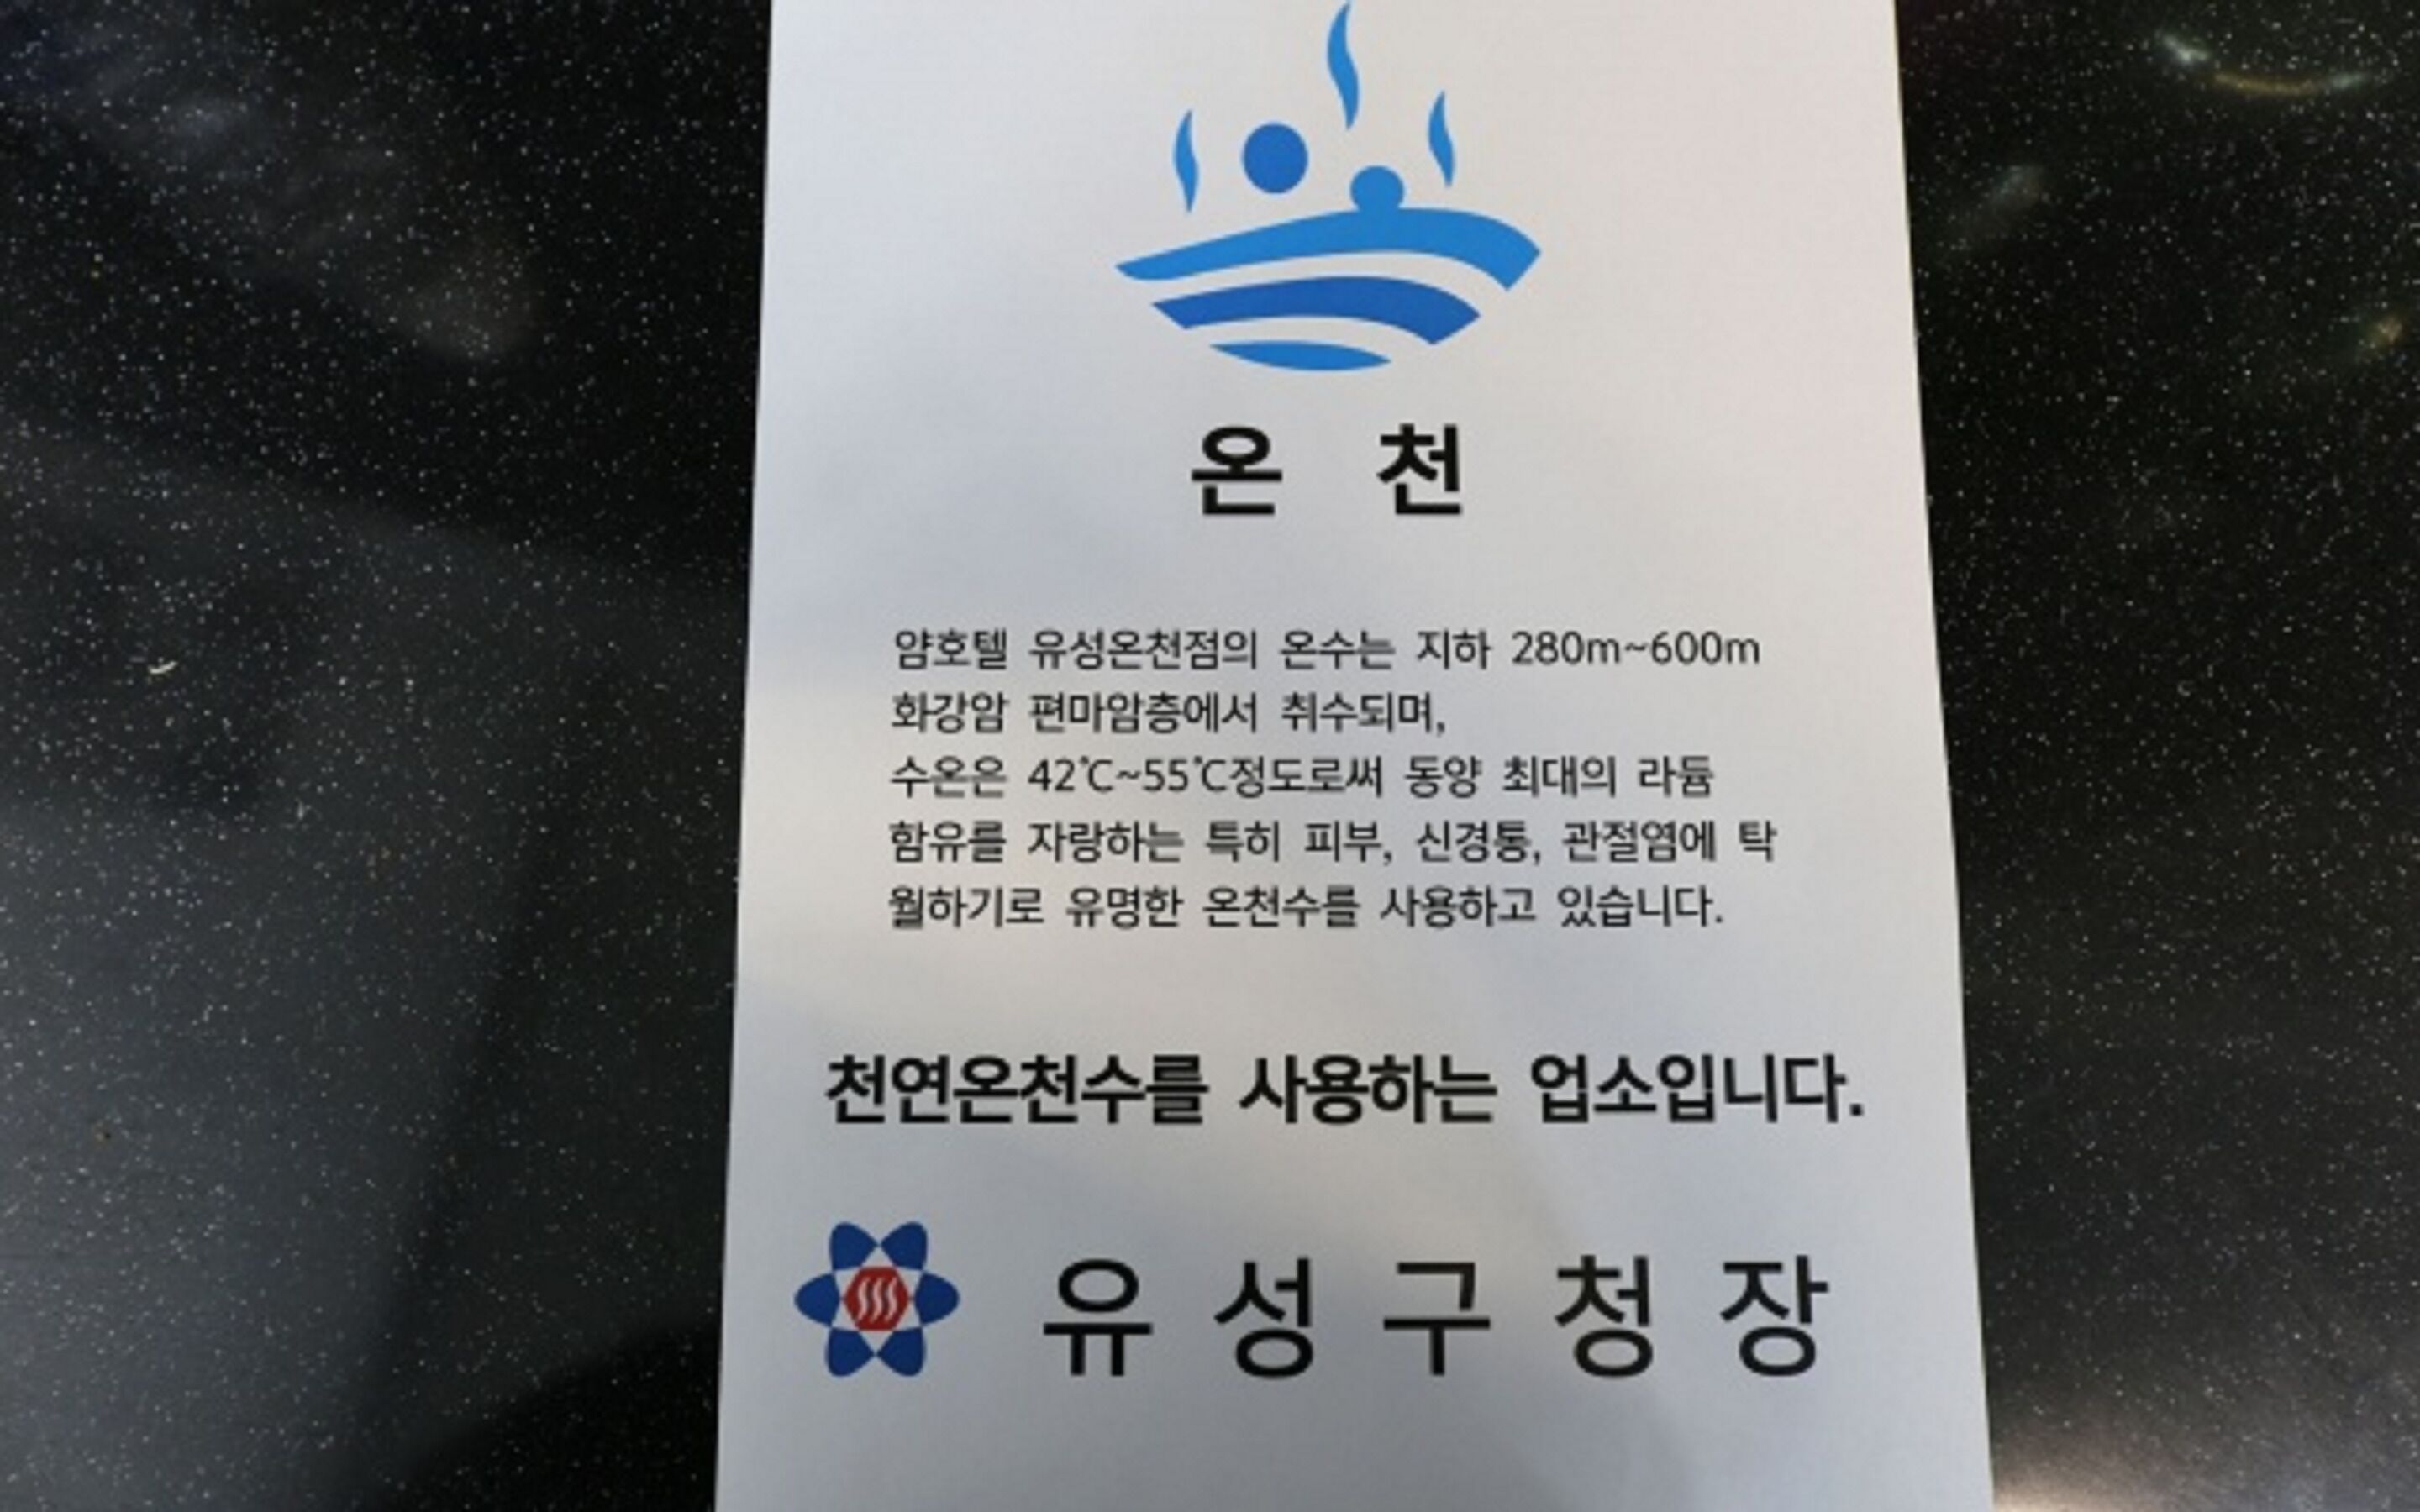 온 천
얌호텔 유성온천점의 온수는 지하 280m~600m
화강암 편마암층에서 취수되며,
수온은 42℃~55℃정도로써 동양 최대의 라듐
함유를 자랑하는 특히 피부, 신경통, 관절염에 탁
월하기로 유명한 온천수를 사용하고 있습니다.
천연온천수를 사용하는 업소입니다.
유성구청장